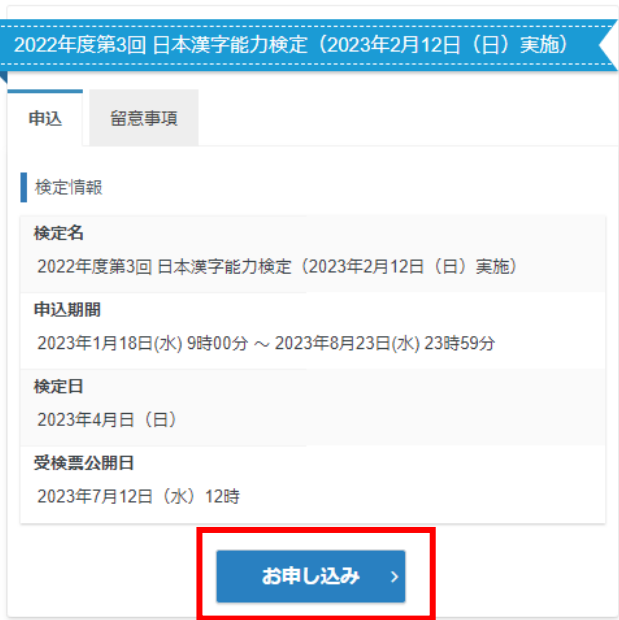 2022年度第3回 日本漢字能力検定（2023年2月12日（日）実施）
申込
留意事項
検定情報
検定名
2022年度第3回 日本漢字能力検定（2023年2月12日（日）実施）
申込期間
2023年1月18日(水) 9時00分 ～ 2023年8月23日(水) 23時59分
検定日
2023年4月日（日）
受検票公開日
2023年7月12日（水）12時
お申し込み